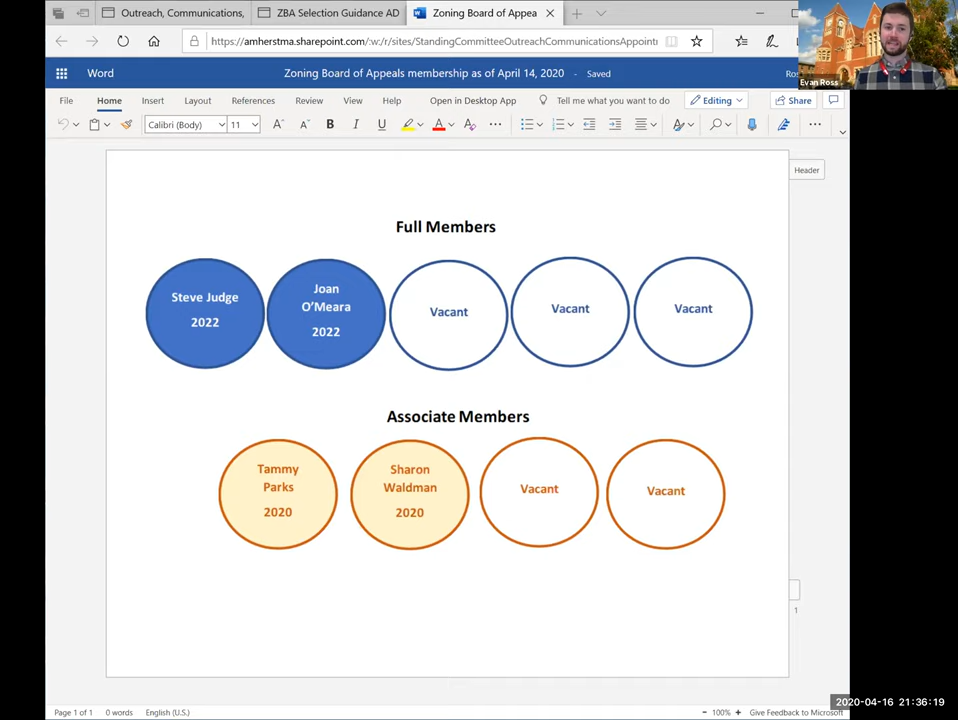 Outreach, Communications,
ZBA Selection Guidance AD
Zoning Board of Appea
https://amherstma.sharepoint.com/:w:/r/sites/StandingCommitteeOutreachCommunicationsAppoint
Evan Ross
Word
Zoning Board of Appeals membership as of April 14, 2020 - Saved
Ros
File Home Insert Layout References Review View Help Open in Desktop App Tell me what you want to do Editing Share
Calibri (Body) 11 A A B I U A A
Header
Full Members
Steve Judge
2022
Joan
O'Meara
2022
Vacant
Vacant
Vacant
Associate Members
Tammy
Parks
2020
Sharon
Waldman
2020
Vacant
Vacant
1
2020-04-16 21:36:19
Page 1 of 1 0 words English (U.S.) 100% Give Feedback to Microsoft